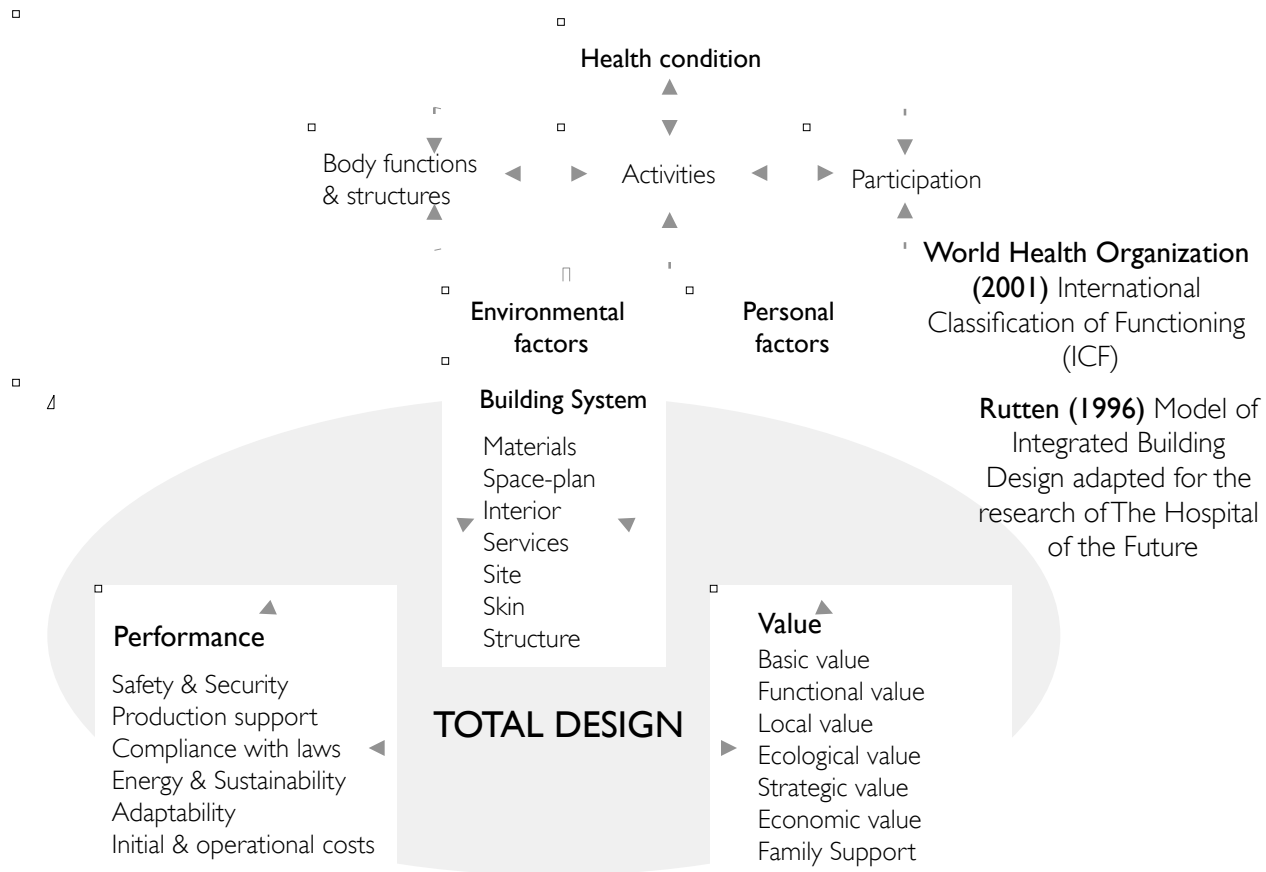 Health condition
Body functions
& structures
Activities
Participation
World Health Organization
(2001) International
Classification of Functioning
(ICF)
Environmental
factors
Personal
factors
Rutten (1996) Model of
Integrated Building
Design adapted for the
research of The Hospital
of the Future
Building System
Materials
Space-plan
Interior
Services
Site
Skin
Structure
Performance
Safety & Security
Production support
Compliance with laws
Energy & Sustainability
Adaptability
Initial & operational costs
TOTAL DESIGN
Value
Basic value
Functional value
Local value
Ecological value
Strategic value
Economic value
Family Support